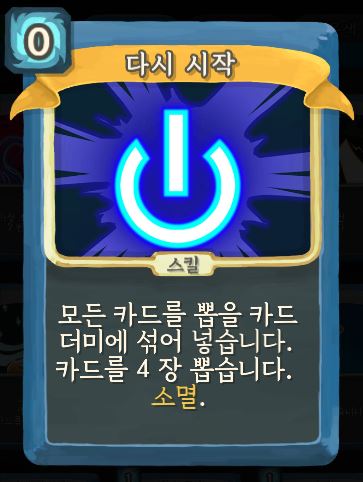 0
다시 시작
스킬
모든 카드를 뽑을 카드
더미에 섞어 넣습니다.
카드를 4 장 뽑습니다.
소멸.